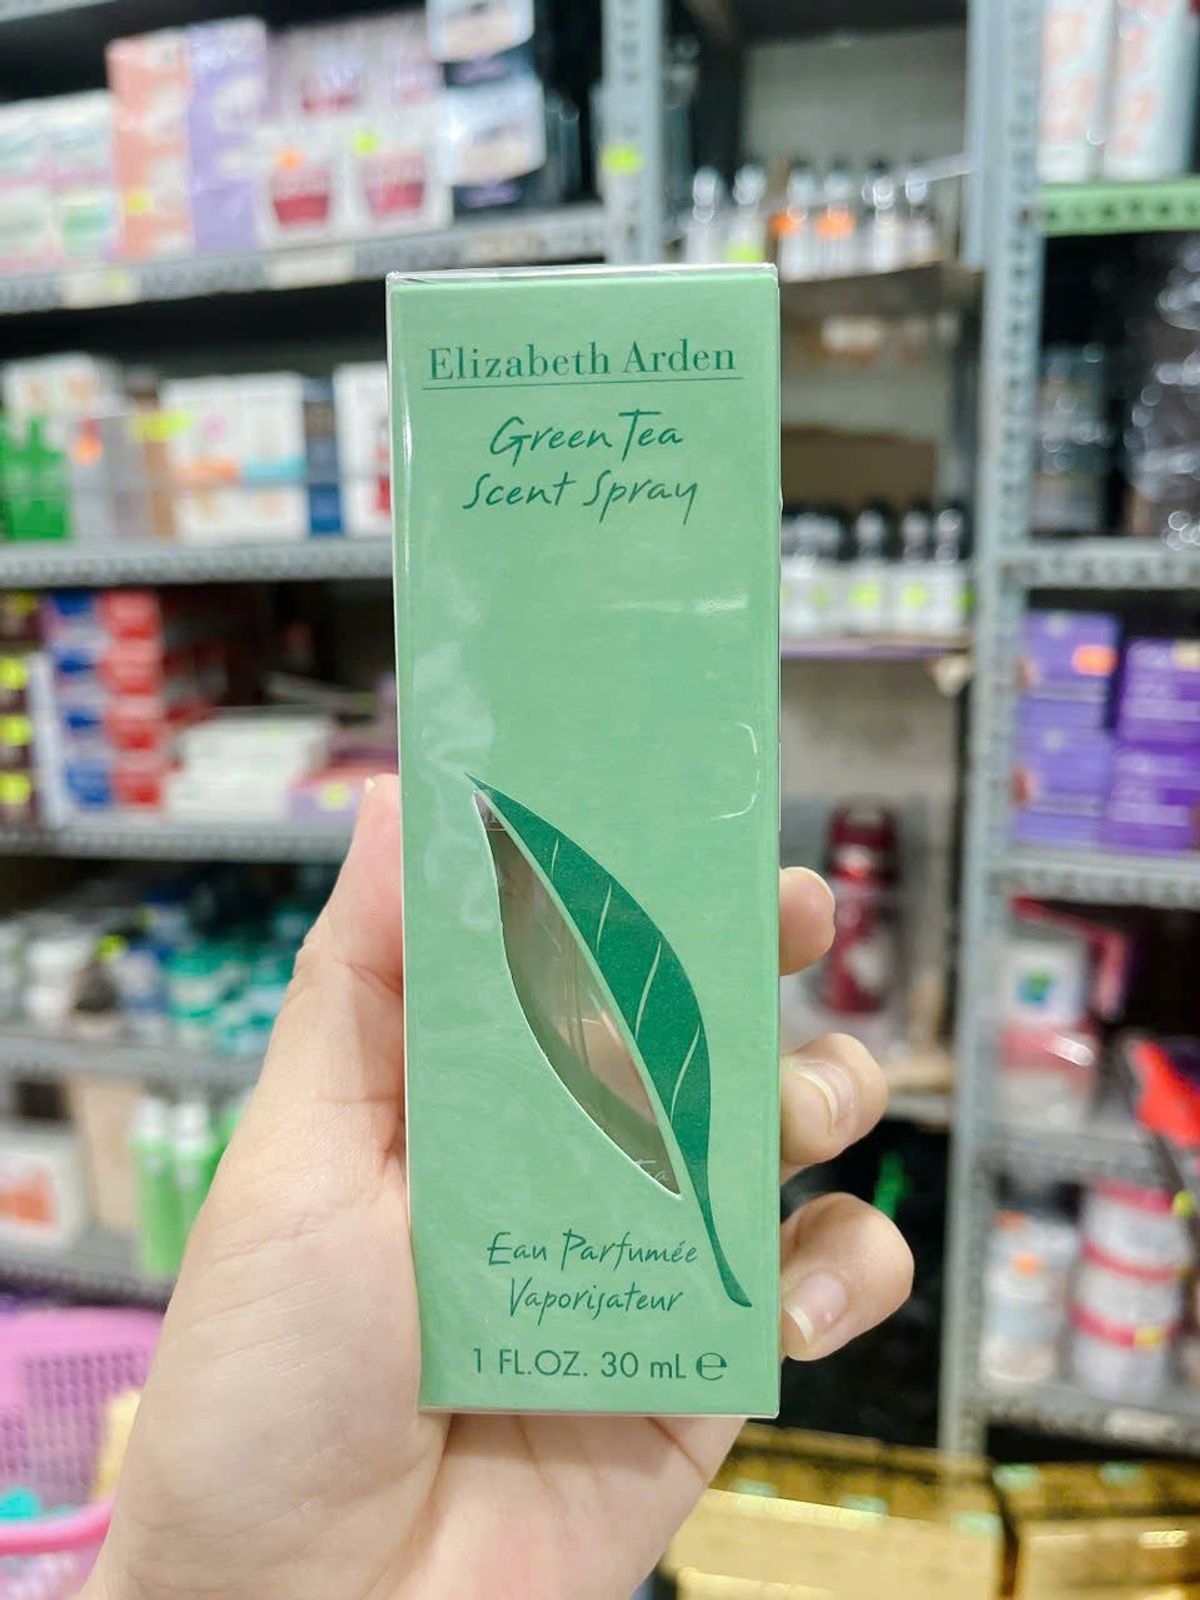 Elizabeth Arden
Green Tea
Scent Spray
Eau Parfumée
Vaporisateur
1 FL.OZ. 30 mL ℮